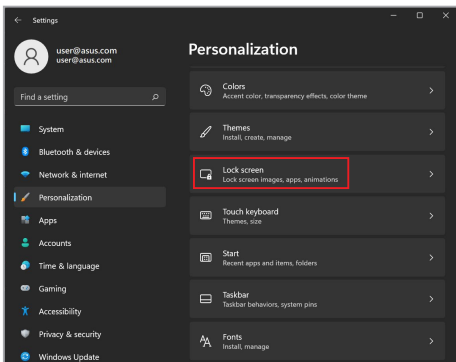 Settings
user@asus.com
user@asus.com
Find a setting
System
Bluetooth & devices
Network & internet
Personalization
Apps
Accounts
Time & language
Gaming
Accessibility
Privacy & security
Windows Update
Personalization
Colors
Accent color, transparency effects, color theme
Themes
Install, create, manage
Lock screen
Lock screen images, apps, animations
Touch keyboard
Themes, size
Start
Recent apps and items, folders
Taskbar
Taskbar behaviors, system pins
Fonts
Install, manage